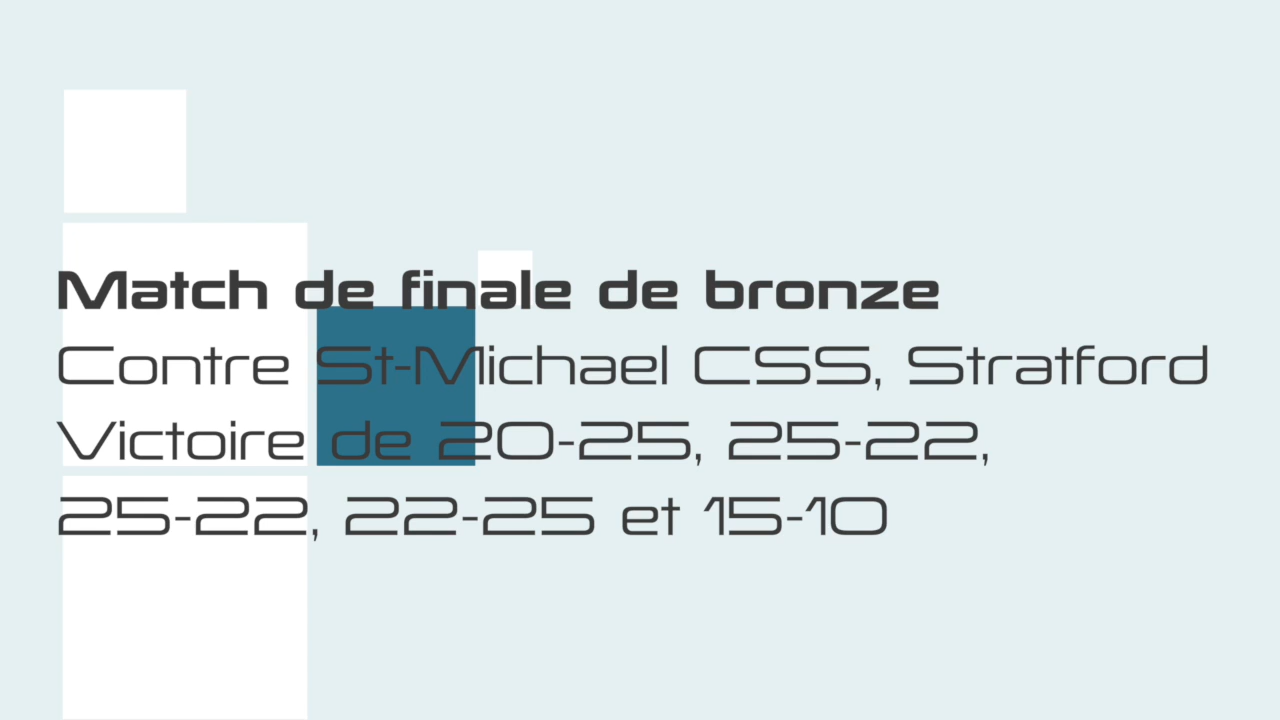 Match de finale de bronze
Contre St-Michael CSS, Stratford
Victoire de 20-25, 25-22,
25-22, 22-25 et 15-10